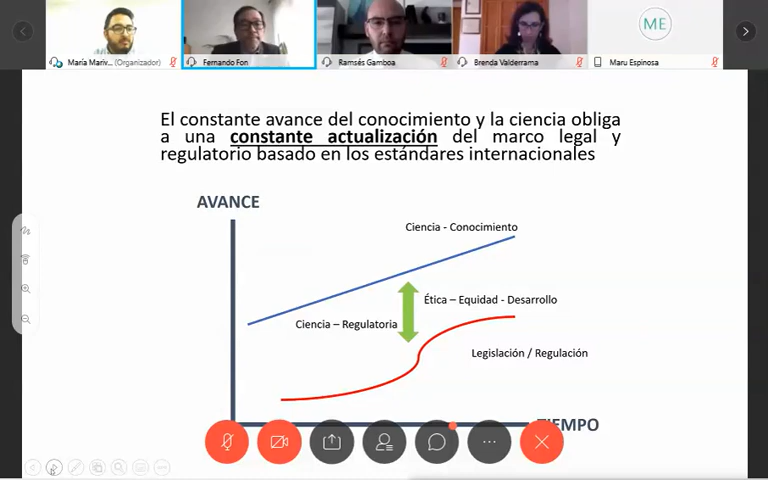 ME
María Mariv... (Organizador)
Fernando Fon
Ramsés Gamboa
Brenda Valderrama
Maru Espinosa
El constante avance del conocimiento y la ciencia obliga
a una constante actualización del marco legal y
regulatorio basado en los estándares internacionales
AVANCE
Ciencia - Conocimiento
Ética – Equidad - Desarrollo
Ciencia – Regulatoria
Legislación / Regulación
TIEMPO